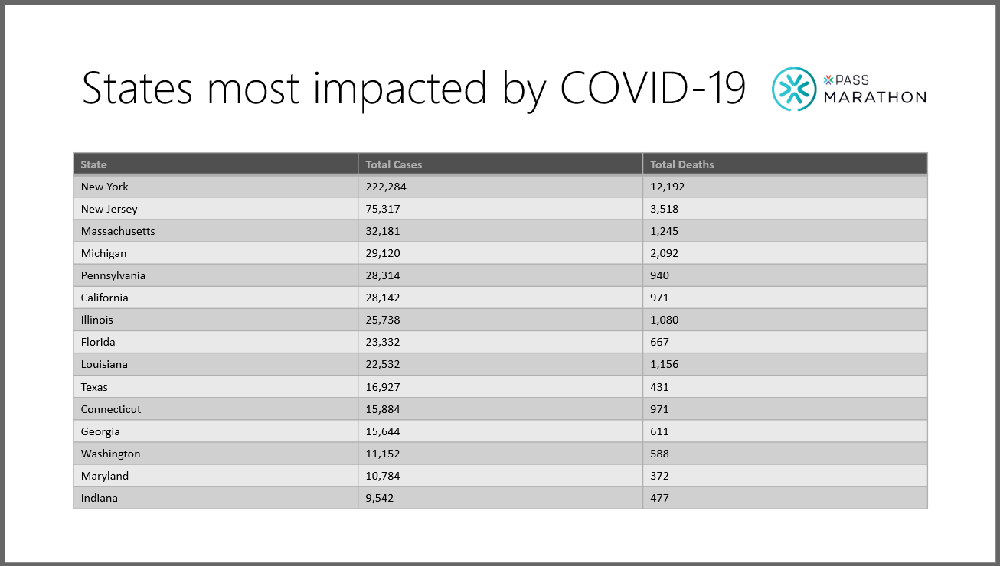 States most impacted by COVID-19
PASS
MARATHON
State Total Cases Total Deaths
New York 222,284 12,192
New Jersey 75,317 3,518
Massachusetts 32,181 1,245
Michigan 29,120 2,092
Pennsylvania 28,314 940
California 28,142 971
Illinois 25,738 1,080
Florida 23,332 667
Louisiana 22,532 1,156
Texas 16,927 431
Connecticut 15,884 971
Georgia 15,644 611
Washington 11,152 588
Maryland 10,784 372
Indiana 9,542 477